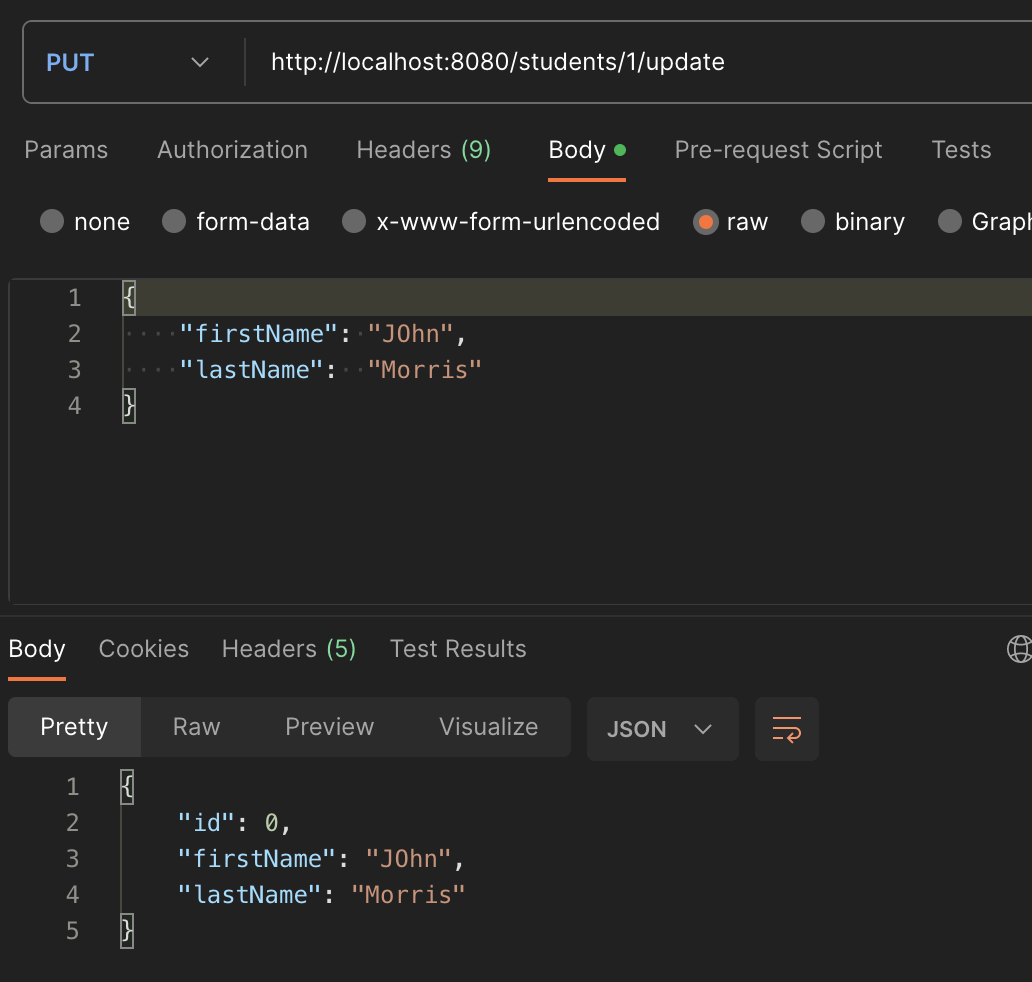 PUT http://localhost:8080/students/1/update
Params Authorization Headers (9) Body Pre-request Script Tests
none form-data x-www-form-urlencoded raw binary
1 {
2 "firstName": "JOhn",
3 "lastName": "Morris"
4 }
Body Cookies Headers (5) Test Results
Pretty Raw Preview Visualize JSON
1 {
2 "id": 0,
3 "firstName": "JOhn",
4 "lastName": "Morris"
5 }